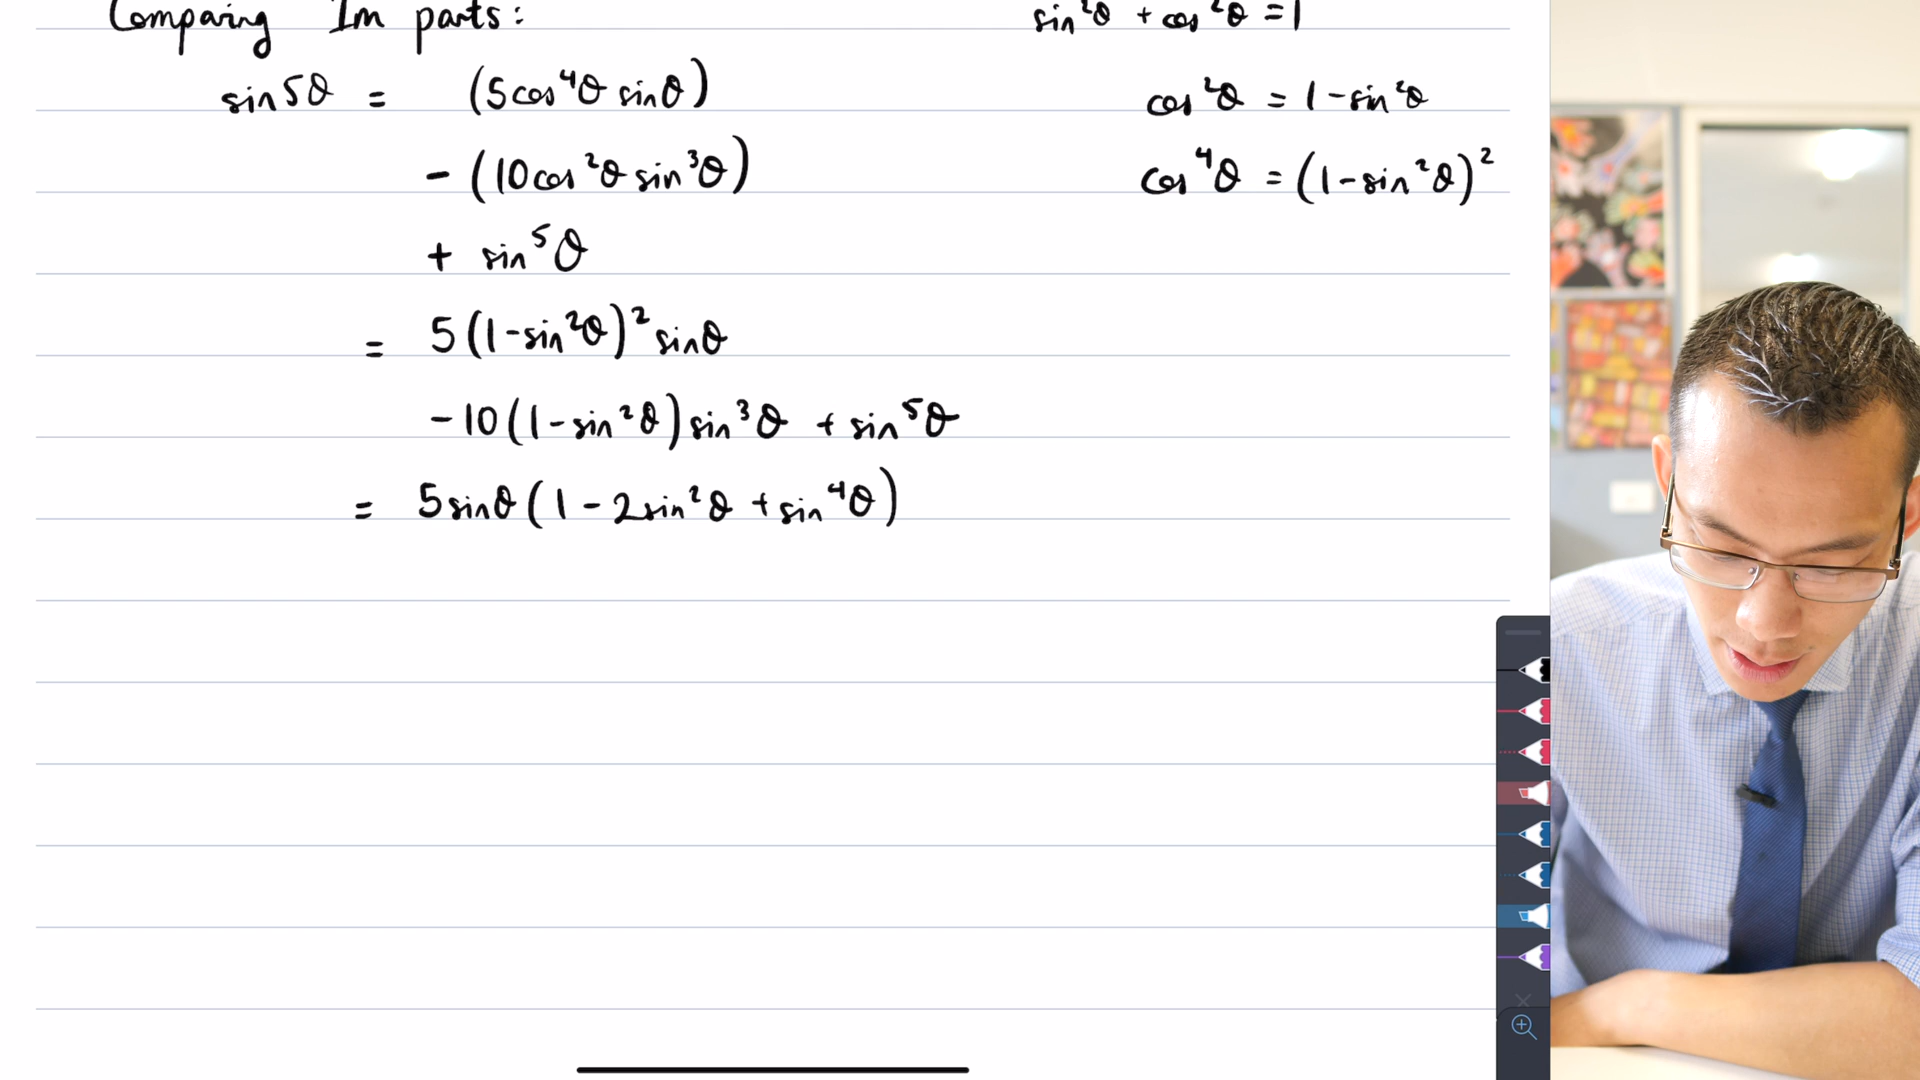 Comparing Im parts:
sin²θ + cos²θ = 1
sin5θ = (5cos⁴θ sinθ)
cos²θ = 1-sin²θ
- (10cos²θ sin³θ)
cos⁴θ = (1-sin²θ)²
+ sin⁵θ
= 5(1-sin²θ)² sinθ
-10(1-sin²θ)sin³θ + sin⁵θ
= 5sinθ(1 - 2sin²θ + sin⁴θ)